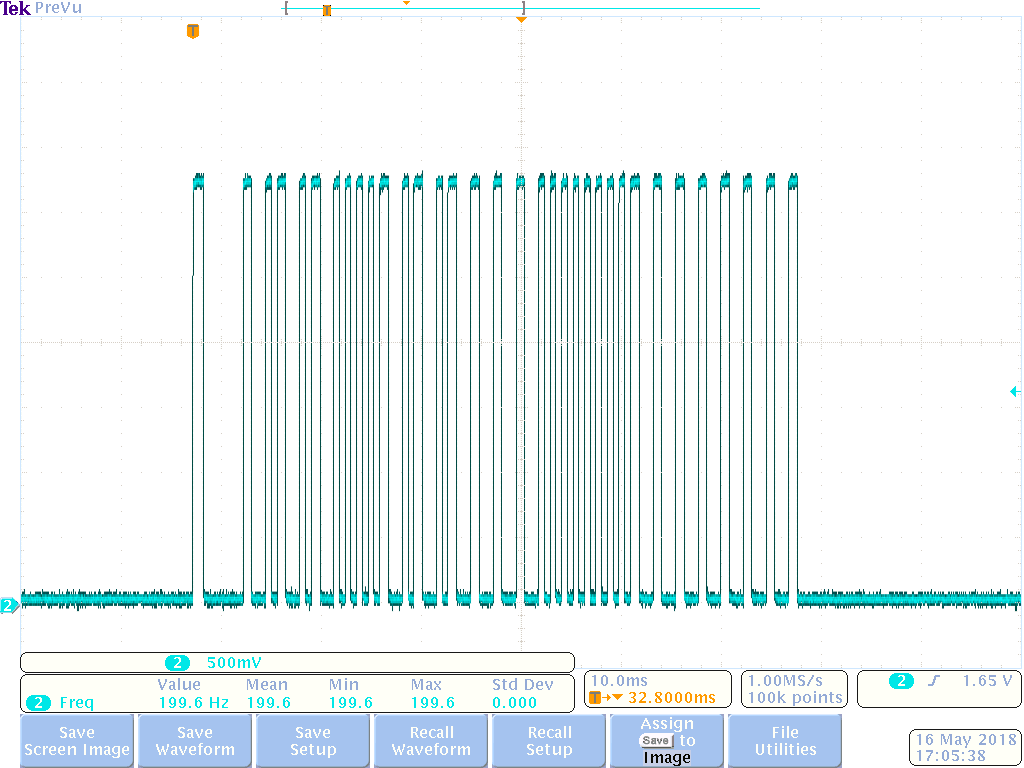 Tek PreVu
T
T
2
2 500mV
Value Mean Min Max Std Dev
2 Freq 199.6 Hz 199.6 199.6 199.6 0.000
10.0ms
T→▼ 32.8000ms
1.00MS/s
100k points
2 1.65 V
Save
Screen Image
Save
Waveform
Save
Setup
Recall
Waveform
Recall
Setup
Assign
Save to
Image
File
Utilities
16 May 2018
17:05:38